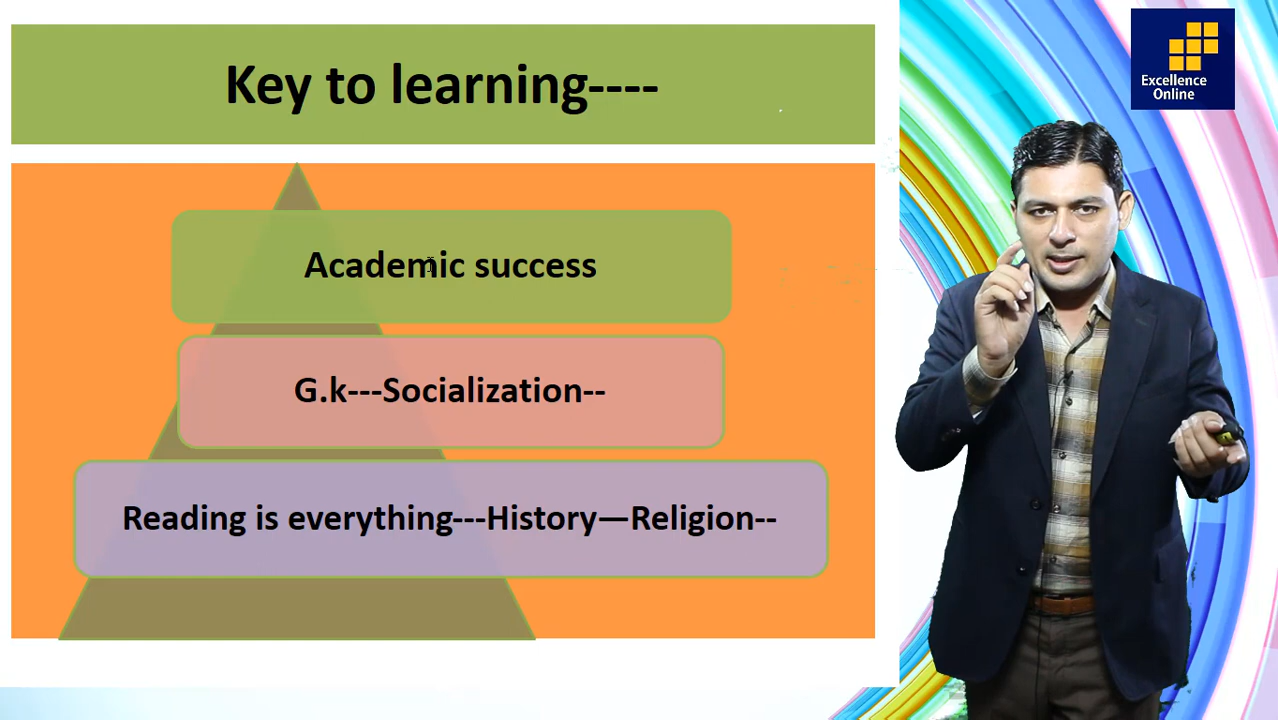 Key to learning----
Excellence
Online
Academic success
G.k---Socialization--
Reading is everything---History—Religion--